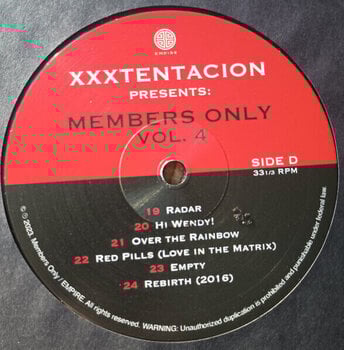 EMPIRE
XXXTENTACION
PRESENTS:
MEMBERS ONLY
VOL. 4
SIDE D
33 1/3 RPM
19 RADAR
20 HI WENDY!
21 OVER THE RAINBOW
22 RED PILLS (LOVE IN THE MATRIX)
23 EMPTY
24 REBIRTH (2016)
℗ © 2023, Members Only / EMPIRE. All rights reserved. WARNING: Unauthorized duplication is prohibited and punishable under federal law.